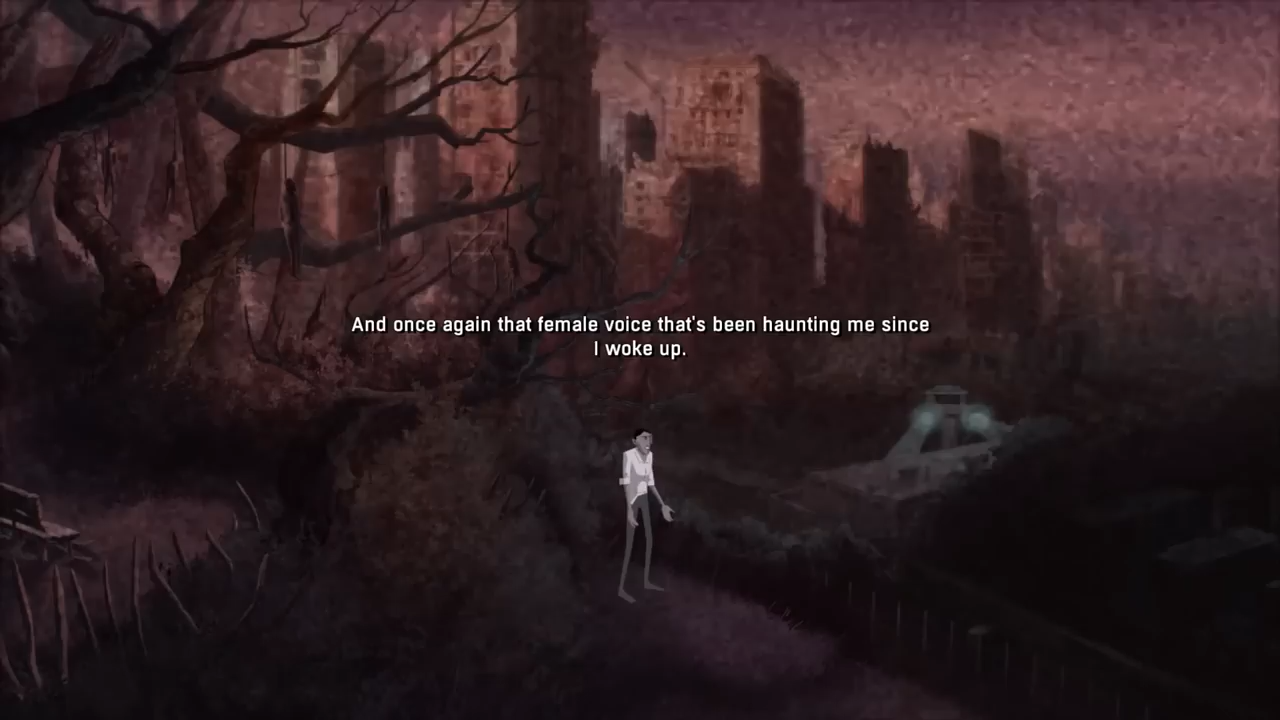 And once again that female voice that's been haunting me since
I woke up.